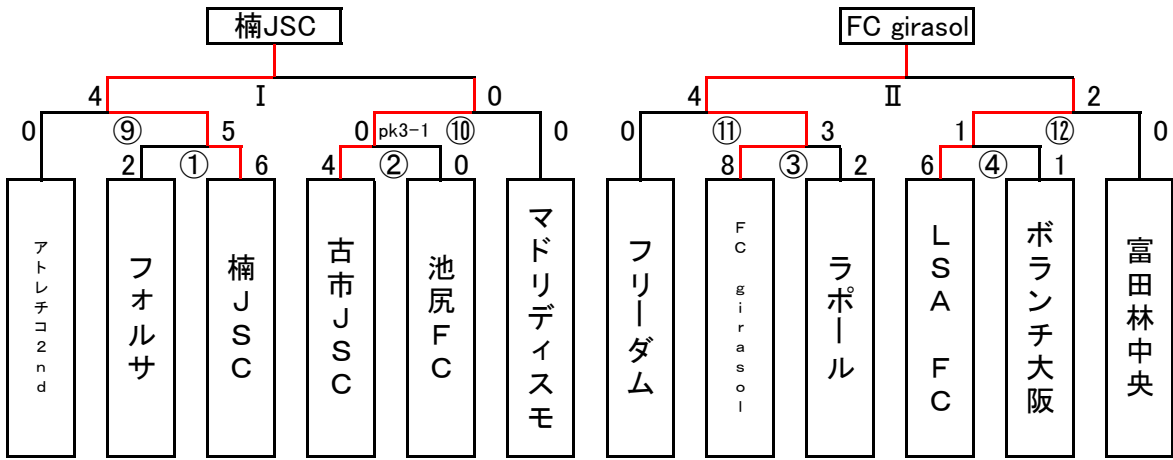 楠JSC
FC girasol
4 Ⅰ 0
4 Ⅱ 2
0 ⑨ 5
0 pk3-1 ⑩ 0
0 ⑪ 3
1 ⑫ 0
2 ① 6
4 ② 0
8 ③ 2
6 ④ 1
アトレチコ2nd
フォルサ
楠JSC
古市JSC
池尻FC
マドリディスモ
フリーダム
FC girasol
ラポール
LSA FC
ボランチ大阪
富田林中央